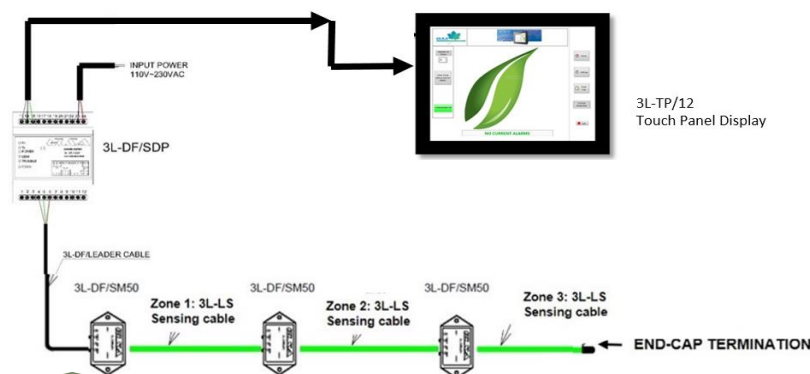 INPUT POWER
110V~230VAC
3L-TP/12
Touch Panel Display
NO CURRENT ALARMS
3L-DF/SDP
3L-DF/LEADER CABLE
3L-DF/SM50
3L-DF/SM50
3L-DF/SM50
Zone 1: 3L-LS
Sensing cable
Zone 2: 3L-LS
Sensing cable
Zone 3: 3L-LS
Sensing cable
END-CAP TERMINATION